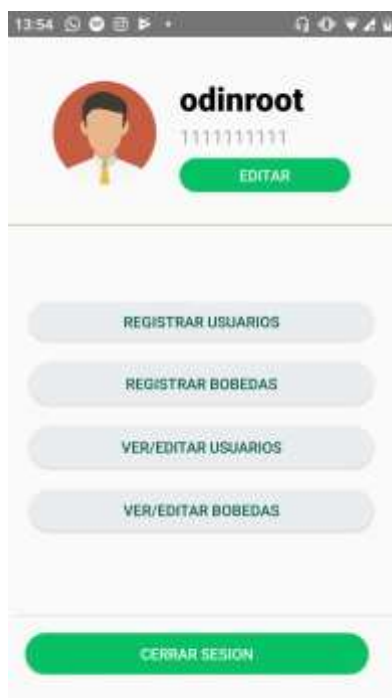 13:54
odinroot
1111111111
EDITAR
REGISTRAR USUARIOS
REGISTRAR BOBEDAS
VER/EDITAR USUARIOS
VER/EDITAR BOBEDAS
CERRAR SESION